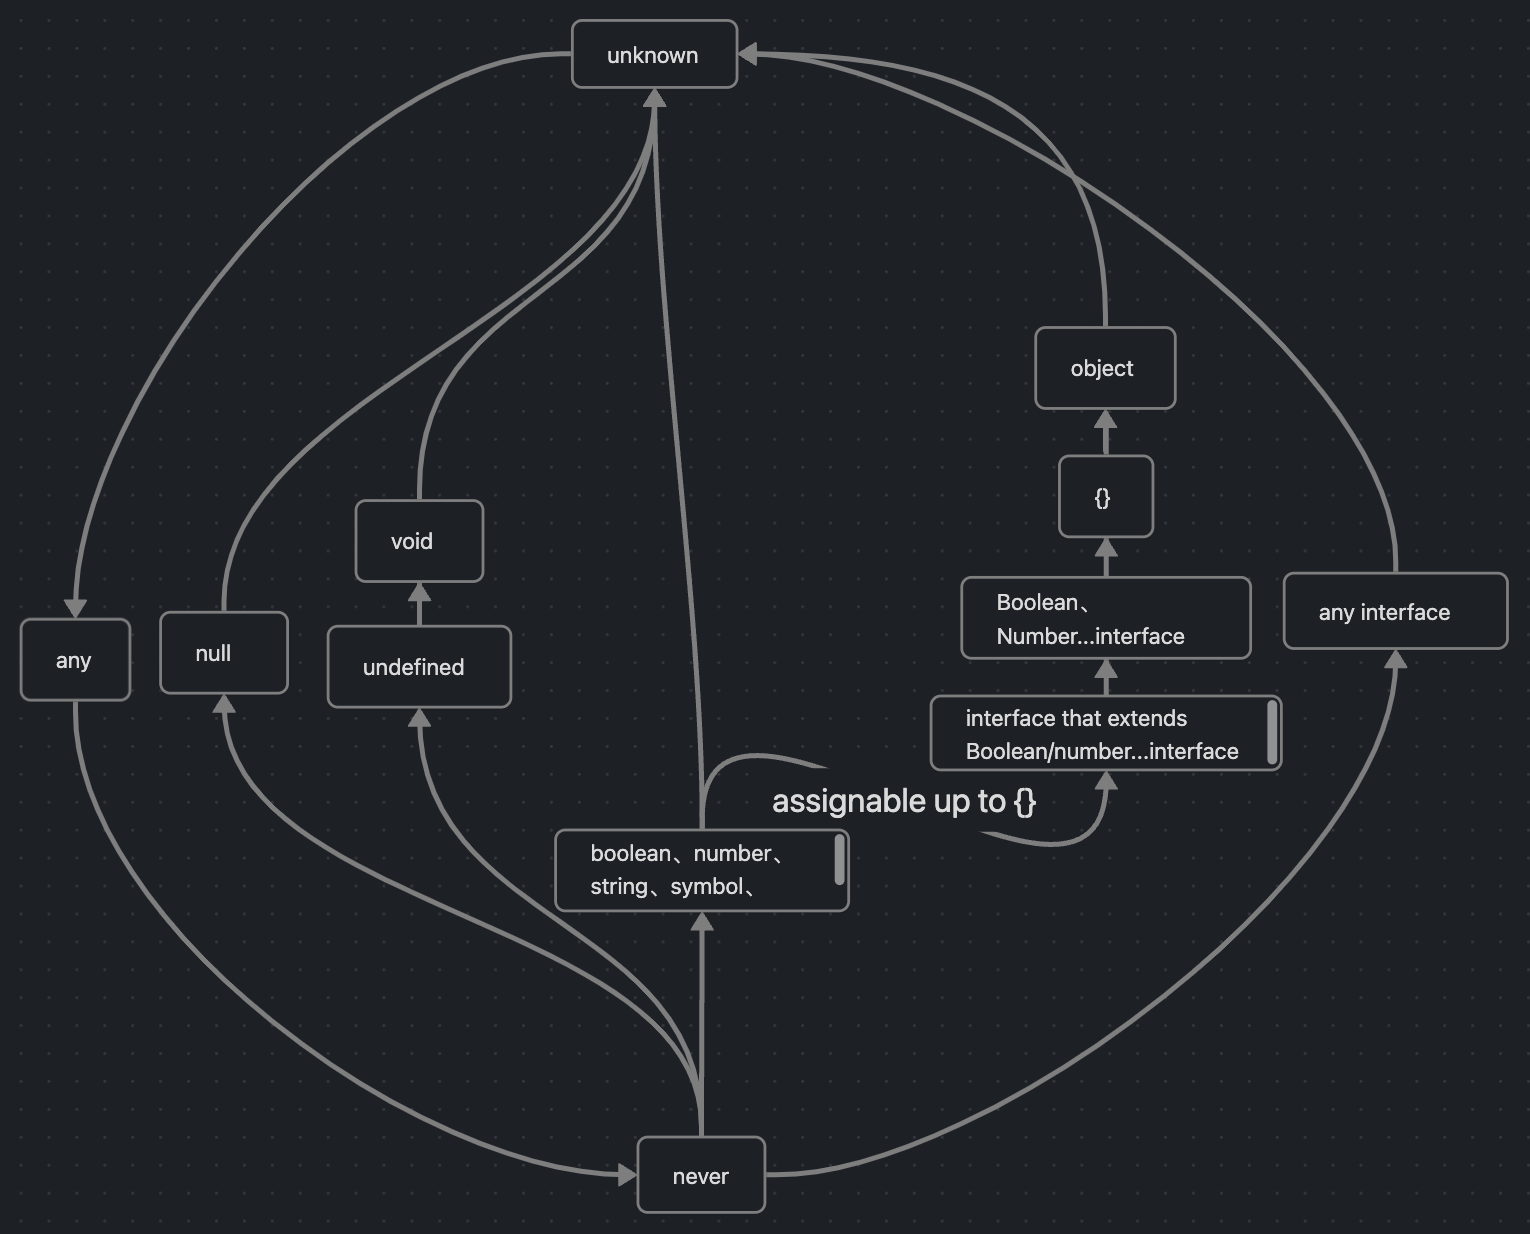 unknown
object
{}
void
Boolean、
Number...interface
any interface
any
null
undefined
interface that extends
Boolean/number...interface
assignable up to {}
boolean、number、
string、symbol、
never